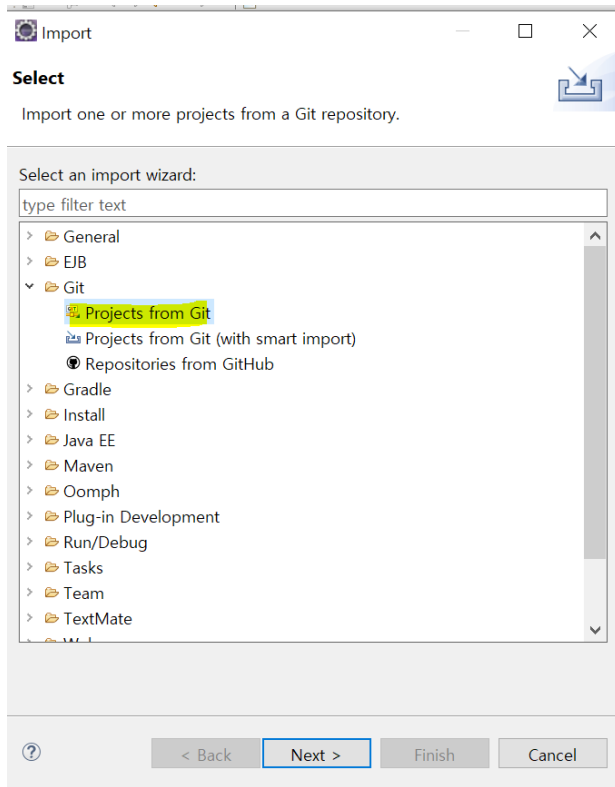 Import
Select
Import one or more projects from a Git repository.
Select an import wizard:
type filter text
General
EJB
Git
Projects from Git
Projects from Git (with smart import)
Repositories from GitHub
Gradle
Install
Java EE
Maven
Oomph
Plug-in Development
Run/Debug
Tasks
Team
TextMate
< Back Next > Finish Cancel